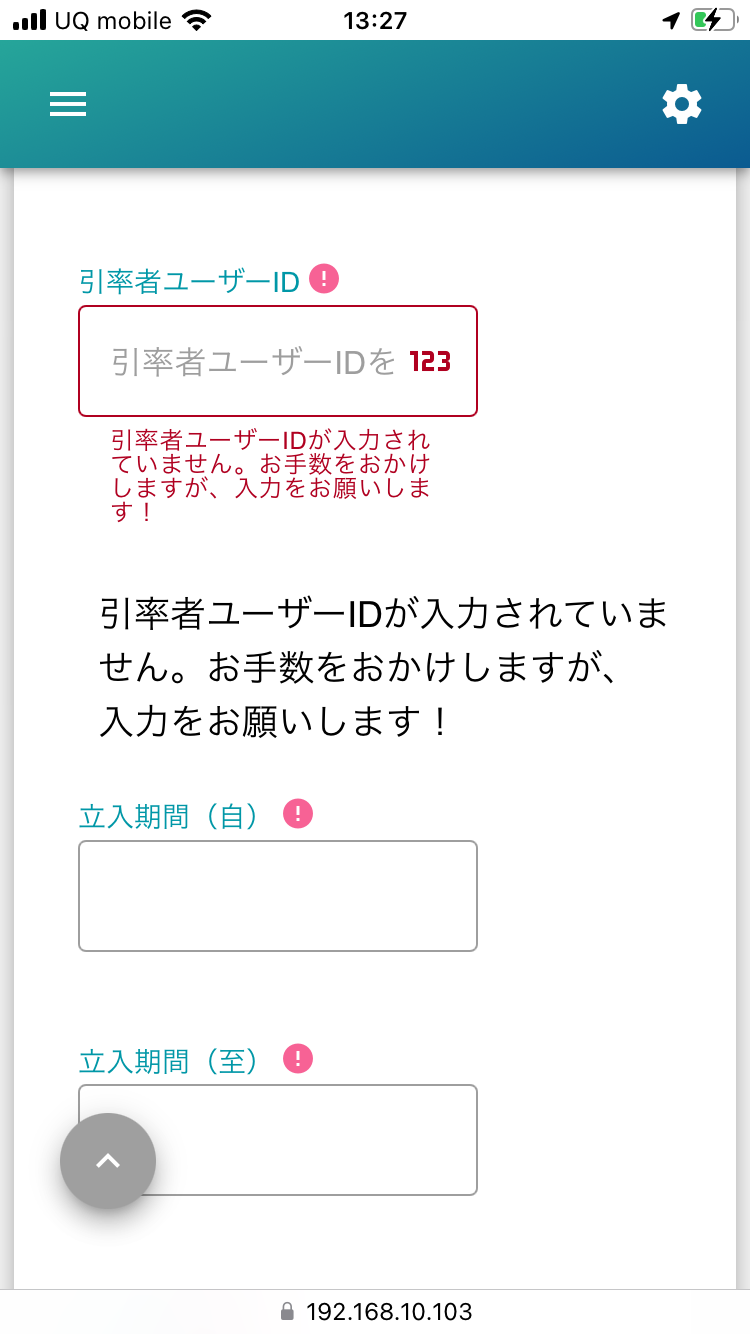 UQ mobile 13:27
引率者ユーザーID
引率者ユーザーIDを 123
引率者ユーザーIDが入力され
ていません。お手数をおかけ
しますが、入力をお願いしま
す！
引率者ユーザーIDが入力されていま
せん。お手数をおかけしますが、
入力をお願いします！
立入期間（自）
立入期間（至）
192.168.10.103